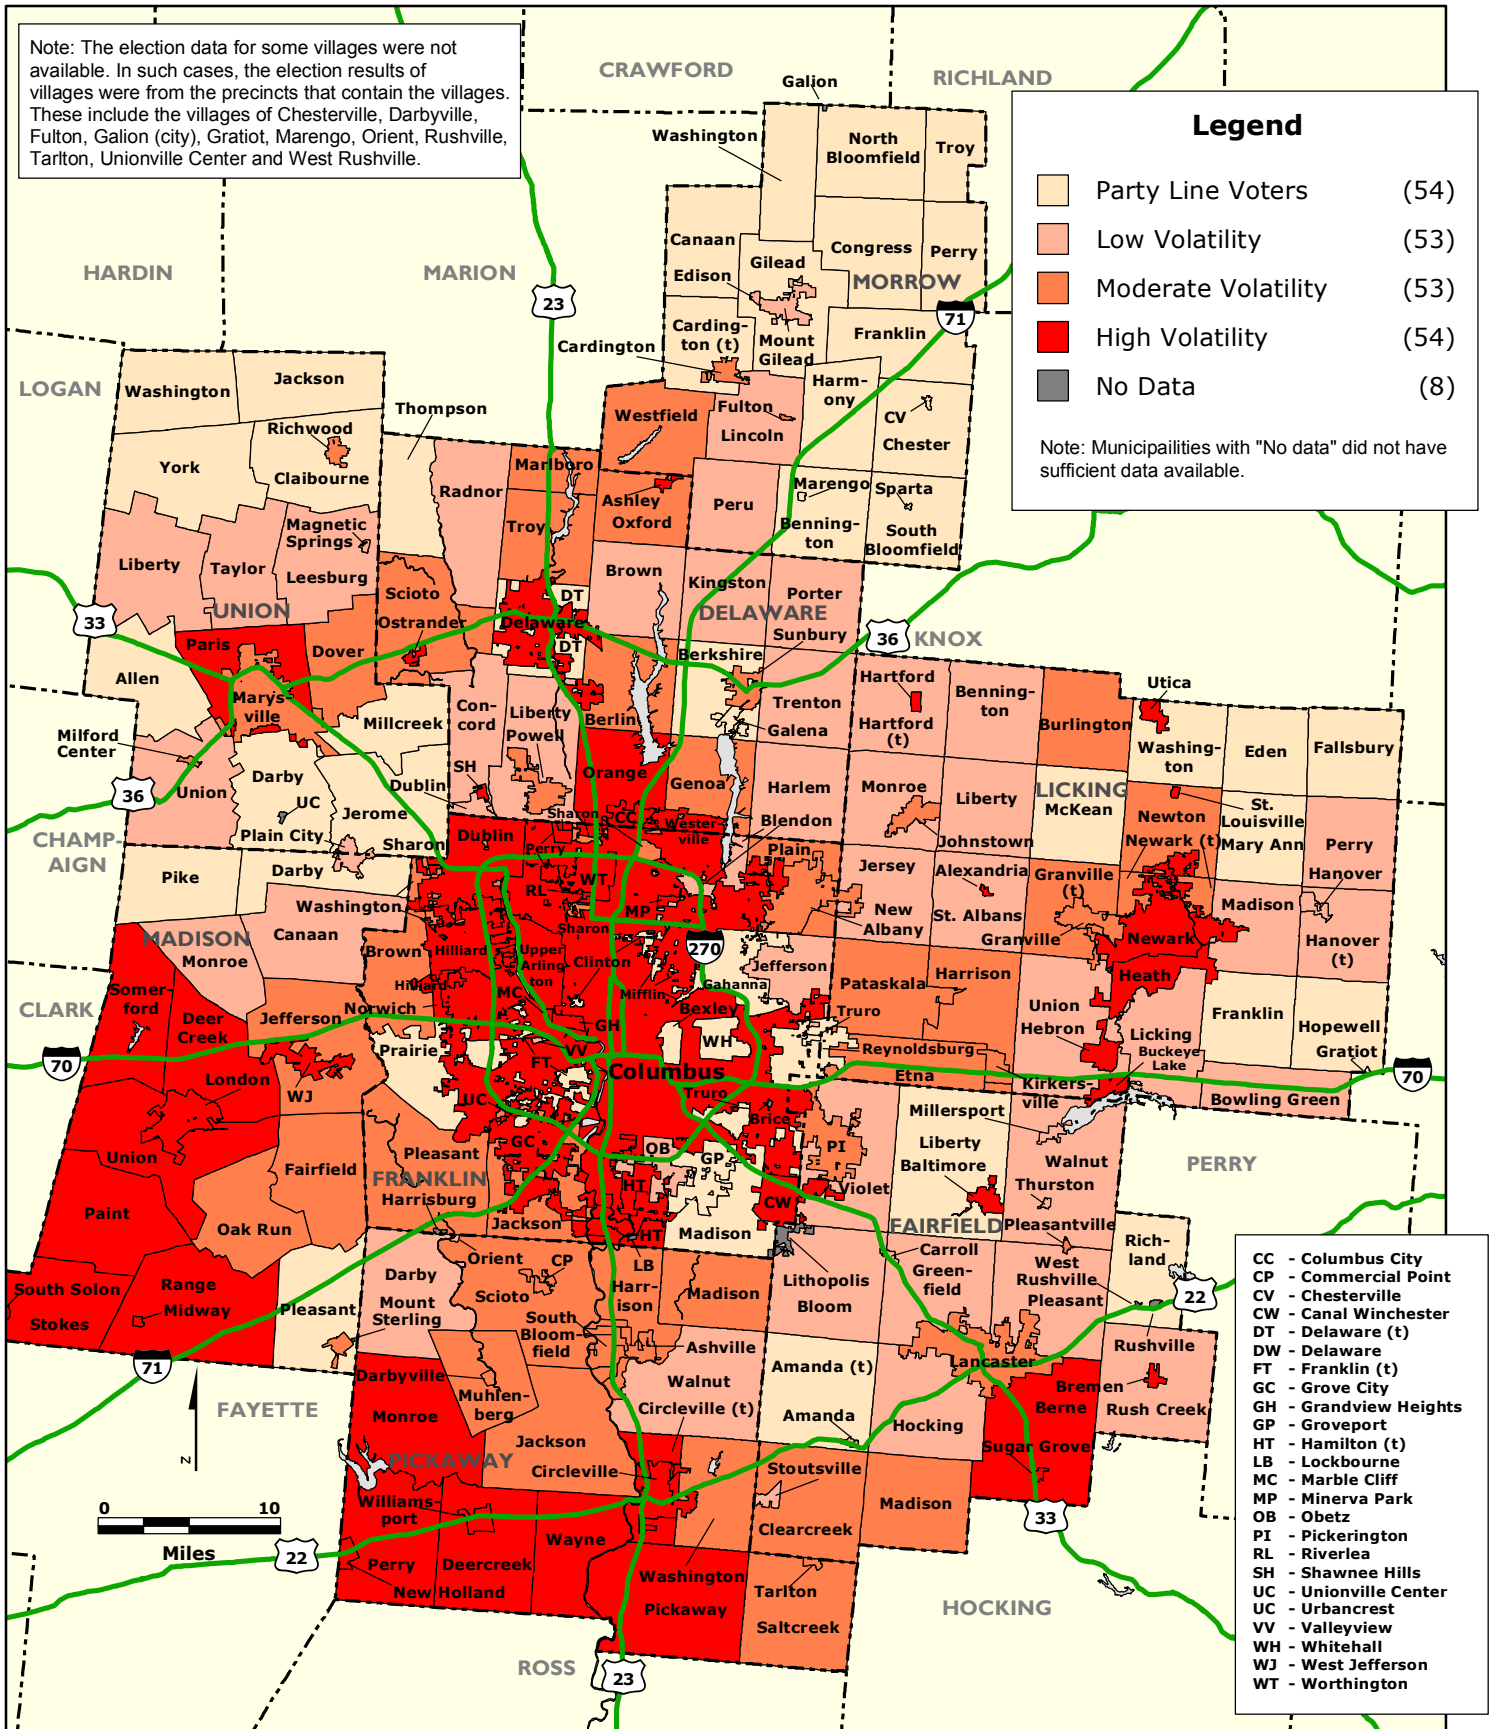 Note: The election data for some villages were not
available. In such cases, the election results of
villages were from the precincts that contain the villages.
These include the villages of Chesterville, Darbyville,
Fulton, Galion (city), Gratiot, Marengo, Orient, Rushville,
Tarlton, Unionville Center and West Rushville.
CRAWFORD
RICHLAND
Galion
Washington
North
Bloomfield
Troy
Legend
Party Line Voters (54)
Low Volatility (53)
Moderate Volatility (53)
High Volatility (54)
No Data (8)
Note: Municipailities with "No data" did not have
sufficient data available.
HARDIN
MARION
23
Canaan
Congress
Perry
Gilead
Edison
MORROW
71
Carding-
ton (t)
Mount
Gilead
Franklin
Cardington
Harm-
ony
LOGAN
Washington
Jackson
Thompson
Westfield
Fulton
Lincoln
CV
Chester
Richwood
York
Claibourne
Marlboro
Radnor
Ashley
Oxford
Peru
Marengo
Sparta
Benning-
ton
South
Bloomfield
Troy
Magnetic
Springs
Liberty
Taylor
Leesburg
Brown
Kingston
Porter
Scioto
DT
UNION
DELAWARE
33
Ostrander
Delaware
Sunbury
36
KNOX
Paris
Dover
DT
Berkshire
Allen
Marys-
ville
Millcreek
Con-
cord
Liberty
Berlin
Trenton
Galena
Hartford
Hartford
(t)
Benning-
ton
Burlington
Utica
Milford
Center
Powell
Washing-
ton
Eden
Fallsbury
36
Union
Darby
UC
Plain City
Jerome
Dublin
SH
Orange
Genoa
Harlem
Monroe
Liberty
LICKING
McKean
Newton
St.
Louisville
CHAMP-
AIGN
Sharon
Dublin
Sharon
CC
Wester-
ville
Blendon
Johnstown
Newark (t)
Mary Ann
Perry
Perry
Plain
Pike
Darby
Jersey
Alexandria
Granville
(t)
Hanover
RL
WT
Washington
MP
New
Albany
St. Albans
Granville
Madison
MADISON
Canaan
Monroe
Brown
Hilliard
Upper
Arling-
ton
Sharon
Clinton
270
Newark
Hanover
(t)
Jefferson
Heath
CLARK
Somer-
ford
Deer
Creek
Jefferson
Norwich
Hilliard
MC
Mifflin
Gahanna
Pataskala
Harrison
Union
Hebron
Licking
Franklin
Hopewell
Bexley
Truro
GH
WH
VV
Prairie
FT
Columbus
Reynoldsburg
Etna
Buckeye
Lake
Gratiot
70
London
WJ
Kirkers-
ville
Bowling Green
70
UC
Truro
Brice
Millersport
Union
Fairfield
Pleasant
GC
OB
GP
PI
Liberty
Baltimore
Walnut
PERRY
FRANKLIN
Harrisburg
HT
Violet
Thurston
Paint
Oak Run
Jackson
HT
Madison
CW
FAIRFIELD
Pleasantville
Rich-
land
Orient
CP
LB
Carroll
Green-
field
South Solon
Range
Midway
Pleasant
Darby
Mount
Sterling
Scioto
Harr-
ison
Madison
Lithopolis
Bloom
West
Rushville
Pleasant
22
Stokes
South
Bloom-
field
Ashville
Rushville
71
Darbyville
Muhlen-
berg
Walnut
Circleville (t)
Amanda (t)
Lancaster
Bremen
FAYETTE
Monroe
Amanda
Hocking
Berne
Rush Creek
Jackson
Sugar Grove
N
PICKAWAY
Circleville
Stoutsville
Williams-
port
Madison
33
0 10
Miles
22
Wayne
Clearcreek
Perry
Deercreek
Washington
Tarlton
New Holland
Pickaway
Saltcreek
HOCKING
ROSS
23
CC - Columbus City
CP - Commercial Point
CV - Chesterville
CW - Canal Winchester
DT - Delaware (t)
DW - Delaware
FT - Franklin (t)
GC - Grove City
GH - Grandview Heights
GP - Groveport
HT - Hamilton (t)
LB - Lockbourne
MC - Marble Cliff
MP - Minerva Park
OB - Obetz
PI - Pickerington
RL - Riverlea
SH - Shawnee Hills
UC - Unionville Center
UC - Urbancrest
VV - Valleyview
WH - Whitehall
WJ - West Jefferson
WT - Worthington